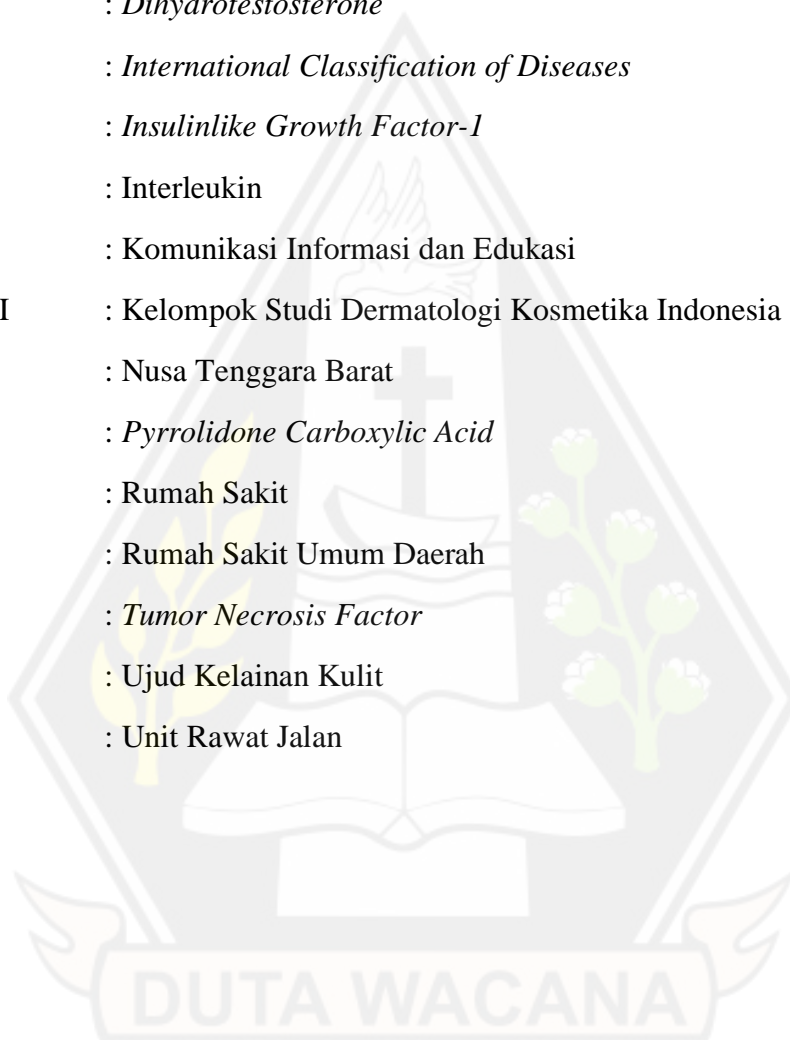 : Dihydrotestosterone
: International Classification of Diseases
: Insulinlike Growth Factor-1
: Interleukin
: Komunikasi Informasi dan Edukasi
I : Kelompok Studi Dermatologi Kosmetika Indonesia
: Nusa Tenggara Barat
: Pyrrolidone Carboxylic Acid
: Rumah Sakit
: Rumah Sakit Umum Daerah
: Tumor Necrosis Factor
: Ujud Kelainan Kulit
: Unit Rawat Jalan
DUTA WACANA